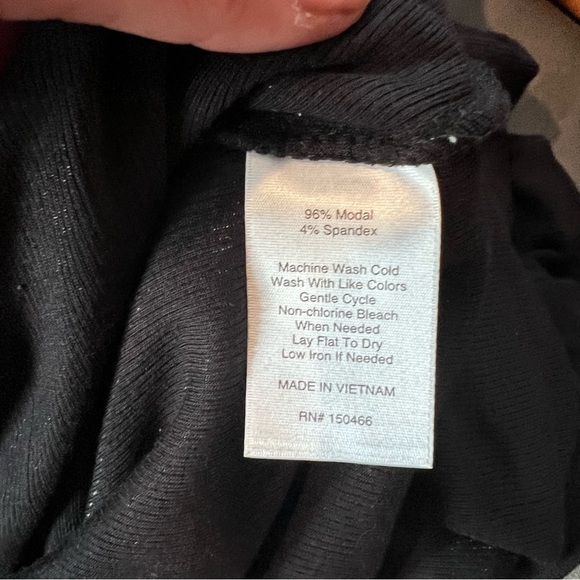 96% Modal
4% Spandex
Machine Wash Cold
Wash With Like Colors
Gentle Cycle
Non-chlorine Bleach
When Needed
Lay Flat To Dry
Low Iron If Needed
MADE IN VIETNAM
RN# 150466